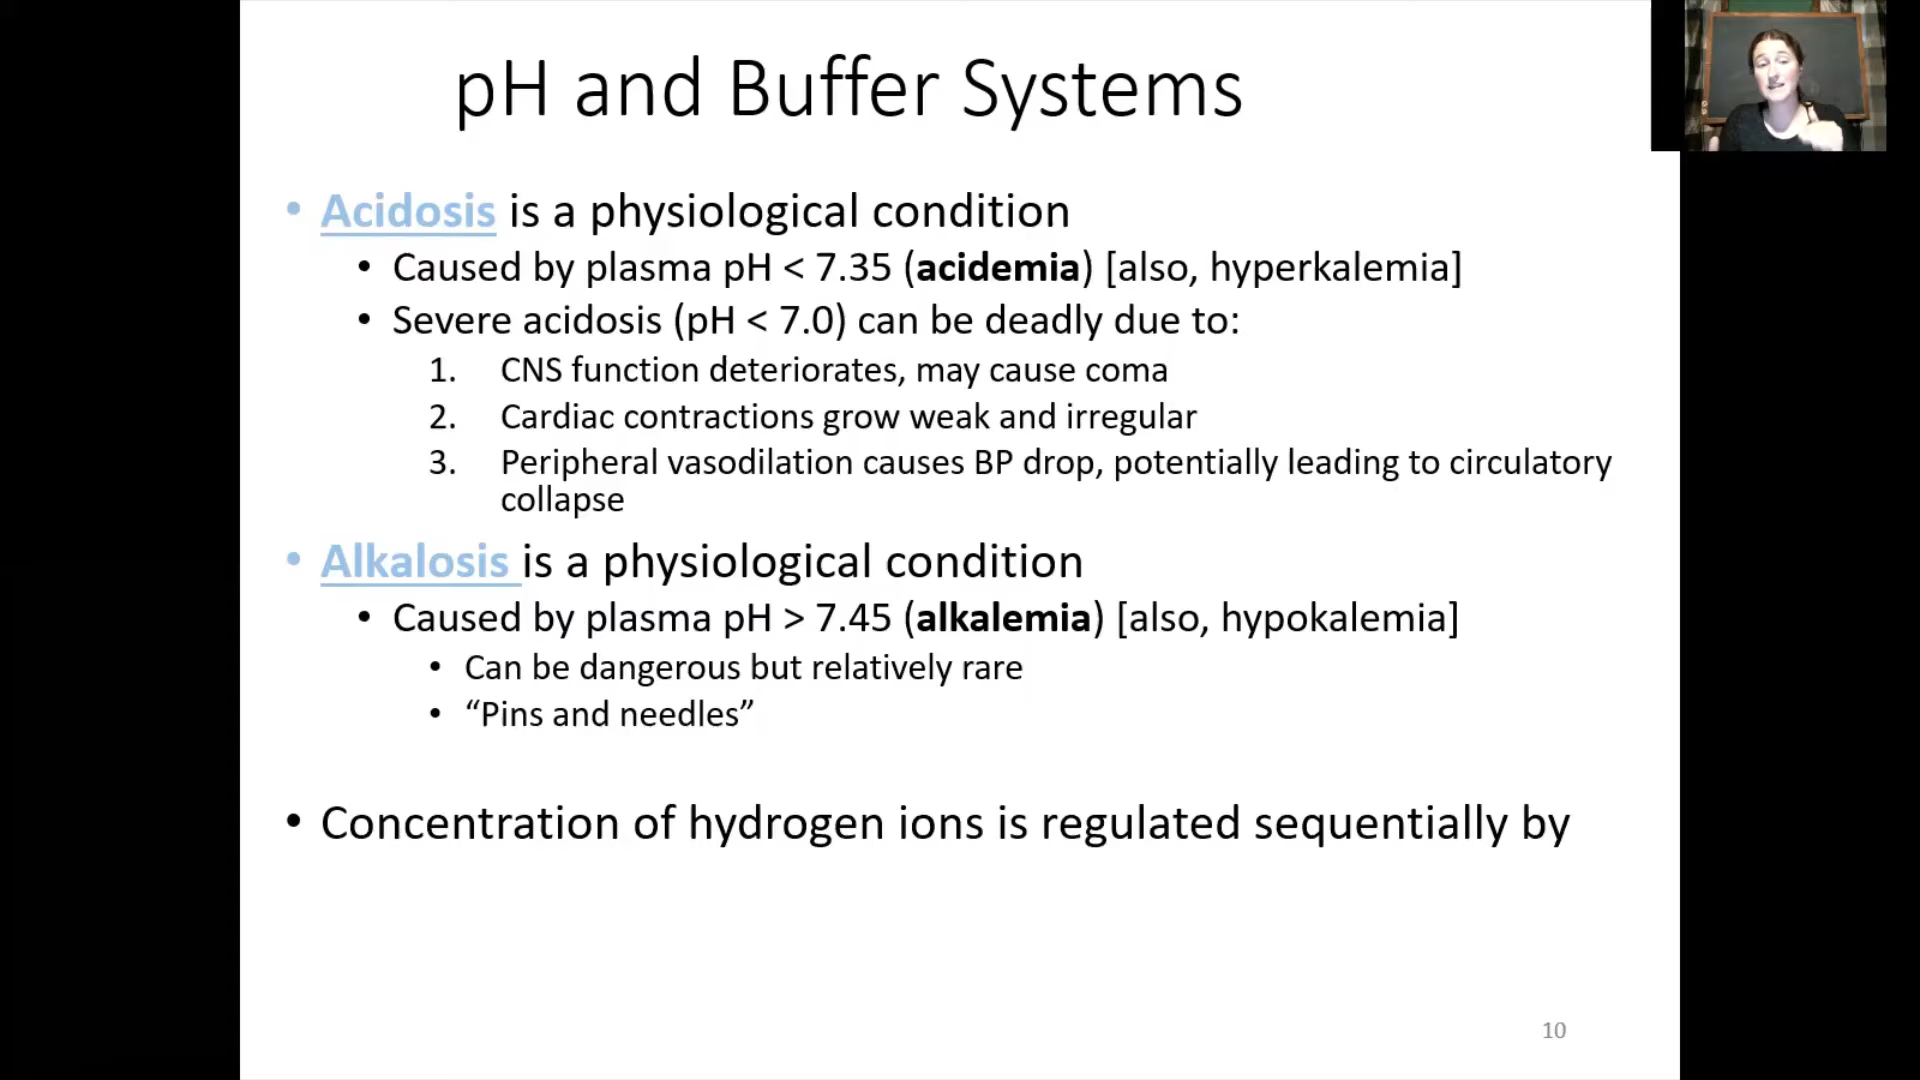 pH and Buffer Systems
• Acidosis is a physiological condition
• Caused by plasma pH < 7.35 (acidemia) [also, hyperkalemia]
• Severe acidosis (pH < 7.0) can be deadly due to:
1. CNS function deteriorates, may cause coma
2. Cardiac contractions grow weak and irregular
3. Peripheral vasodilation causes BP drop, potentially leading to circulatory
collapse
• Alkalosis is a physiological condition
• Caused by plasma pH > 7.45 (alkalemia) [also, hypokalemia]
• Can be dangerous but relatively rare
• “Pins and needles”
• Concentration of hydrogen ions is regulated sequentially by
10